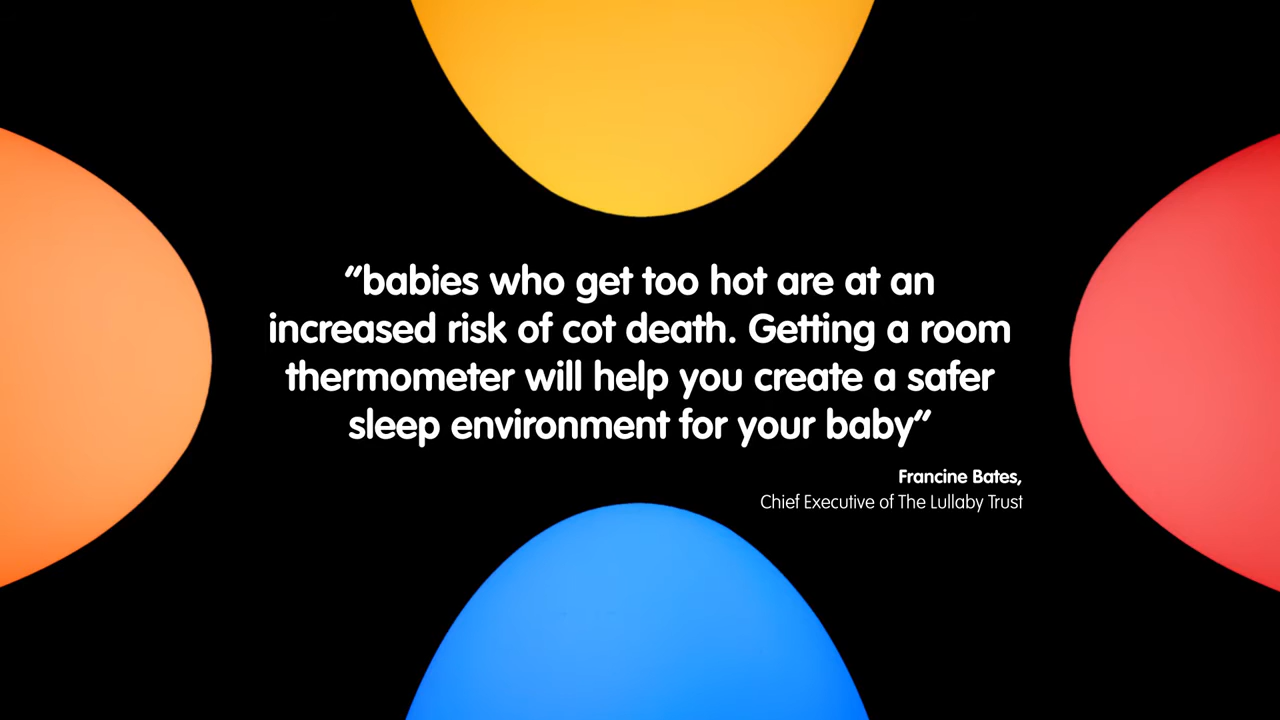 “babies who get too hot are at an
increased risk of cot death. Getting a room
thermometer will help you create a safer
sleep environment for your baby”
Francine Bates,
Chief Executive of The Lullaby Trust